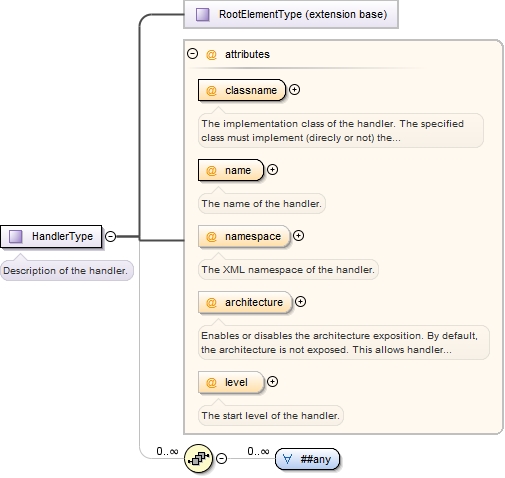 RootElementType (extension base)
@ attributes
@ classname
The implementation class of the handler. The specified
class must implement (direcly or not) the...
@ name
The name of the handler.
HandlerType
Description of the handler.
@ namespace
The XML namespace of the handler.
@ architecture
Enables or disables the architecture exposition. By default,
the architecture is not exposed. This allows handler...
@ level
The start level of the handler.
0..∞ 0..∞
∀ ##any